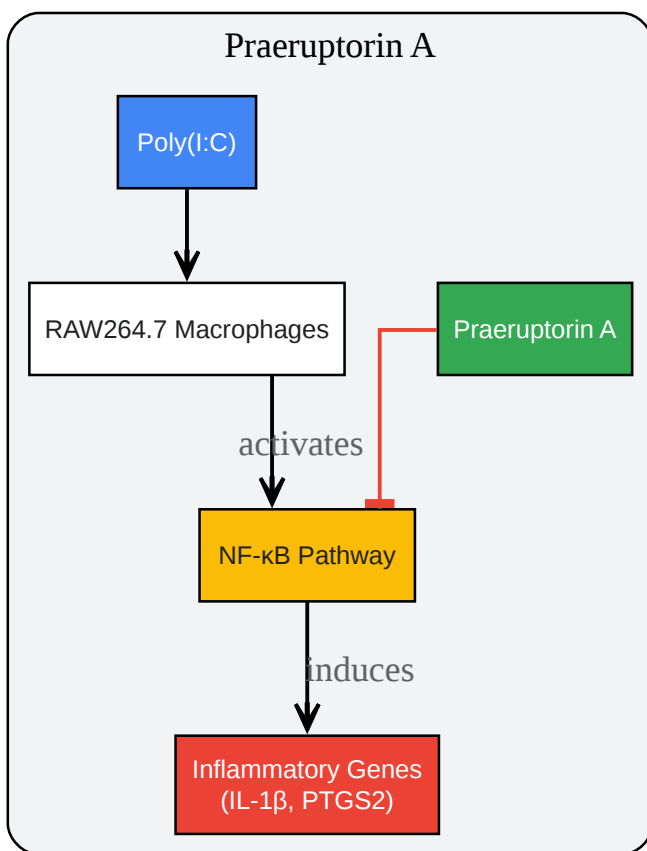 Praeruptorin A
Poly(I:C)
RAW264.7 Macrophages
Praeruptorin A
activates
NF-κB Pathway
induces
Inflammatory Genes
(IL-1β, PTGS2)